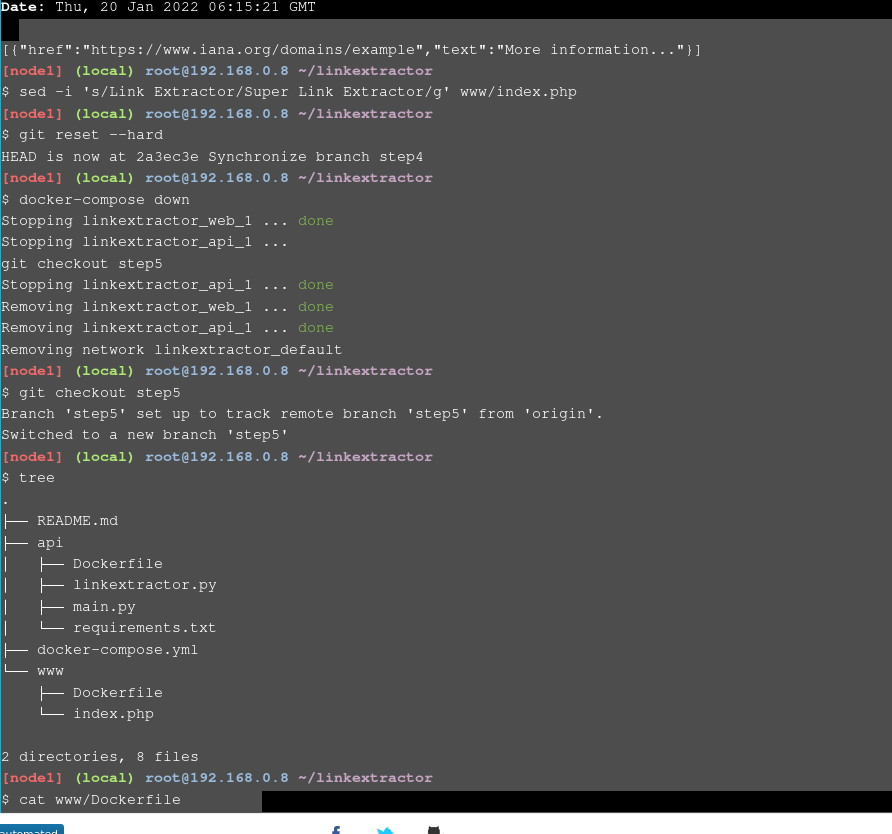 Date: Thu, 20 Jan 2022 06:15:21 GMT
[{"href":"https://www.iana.org/domains/example","text":"More information..."}]
[node1] (local) root@192.168.0.8 ~/linkextractor
$ sed -i 's/Link Extractor/Super Link Extractor/g' www/index.php
[node1] (local) root@192.168.0.8 ~/linkextractor
$ git reset --hard
HEAD is now at 2a3ec3e Synchronize branch step4
[node1] (local) root@192.168.0.8 ~/linkextractor
$ docker-compose down
Stopping linkextractor_web_1 ... done
Stopping linkextractor_api_1 ...
git checkout step5
Stopping linkextractor_api_1 ... done
Removing linkextractor_web_1 ... done
Removing linkextractor_api_1 ... done
Removing network linkextractor_default
[node1] (local) root@192.168.0.8 ~/linkextractor
$ git checkout step5
Branch 'step5' set up to track remote branch 'step5' from 'origin'.
Switched to a new branch 'step5'
[node1] (local) root@192.168.0.8 ~/linkextractor
$ tree
.
├── README.md
├── api
│   ├── Dockerfile
│   ├── linkextractor.py
│   ├── main.py
│   └── requirements.txt
├── docker-compose.yml
└── www
    ├── Dockerfile
    └── index.php
2 directories, 8 files
[node1] (local) root@192.168.0.8 ~/linkextractor
$ cat www/Dockerfile
automated